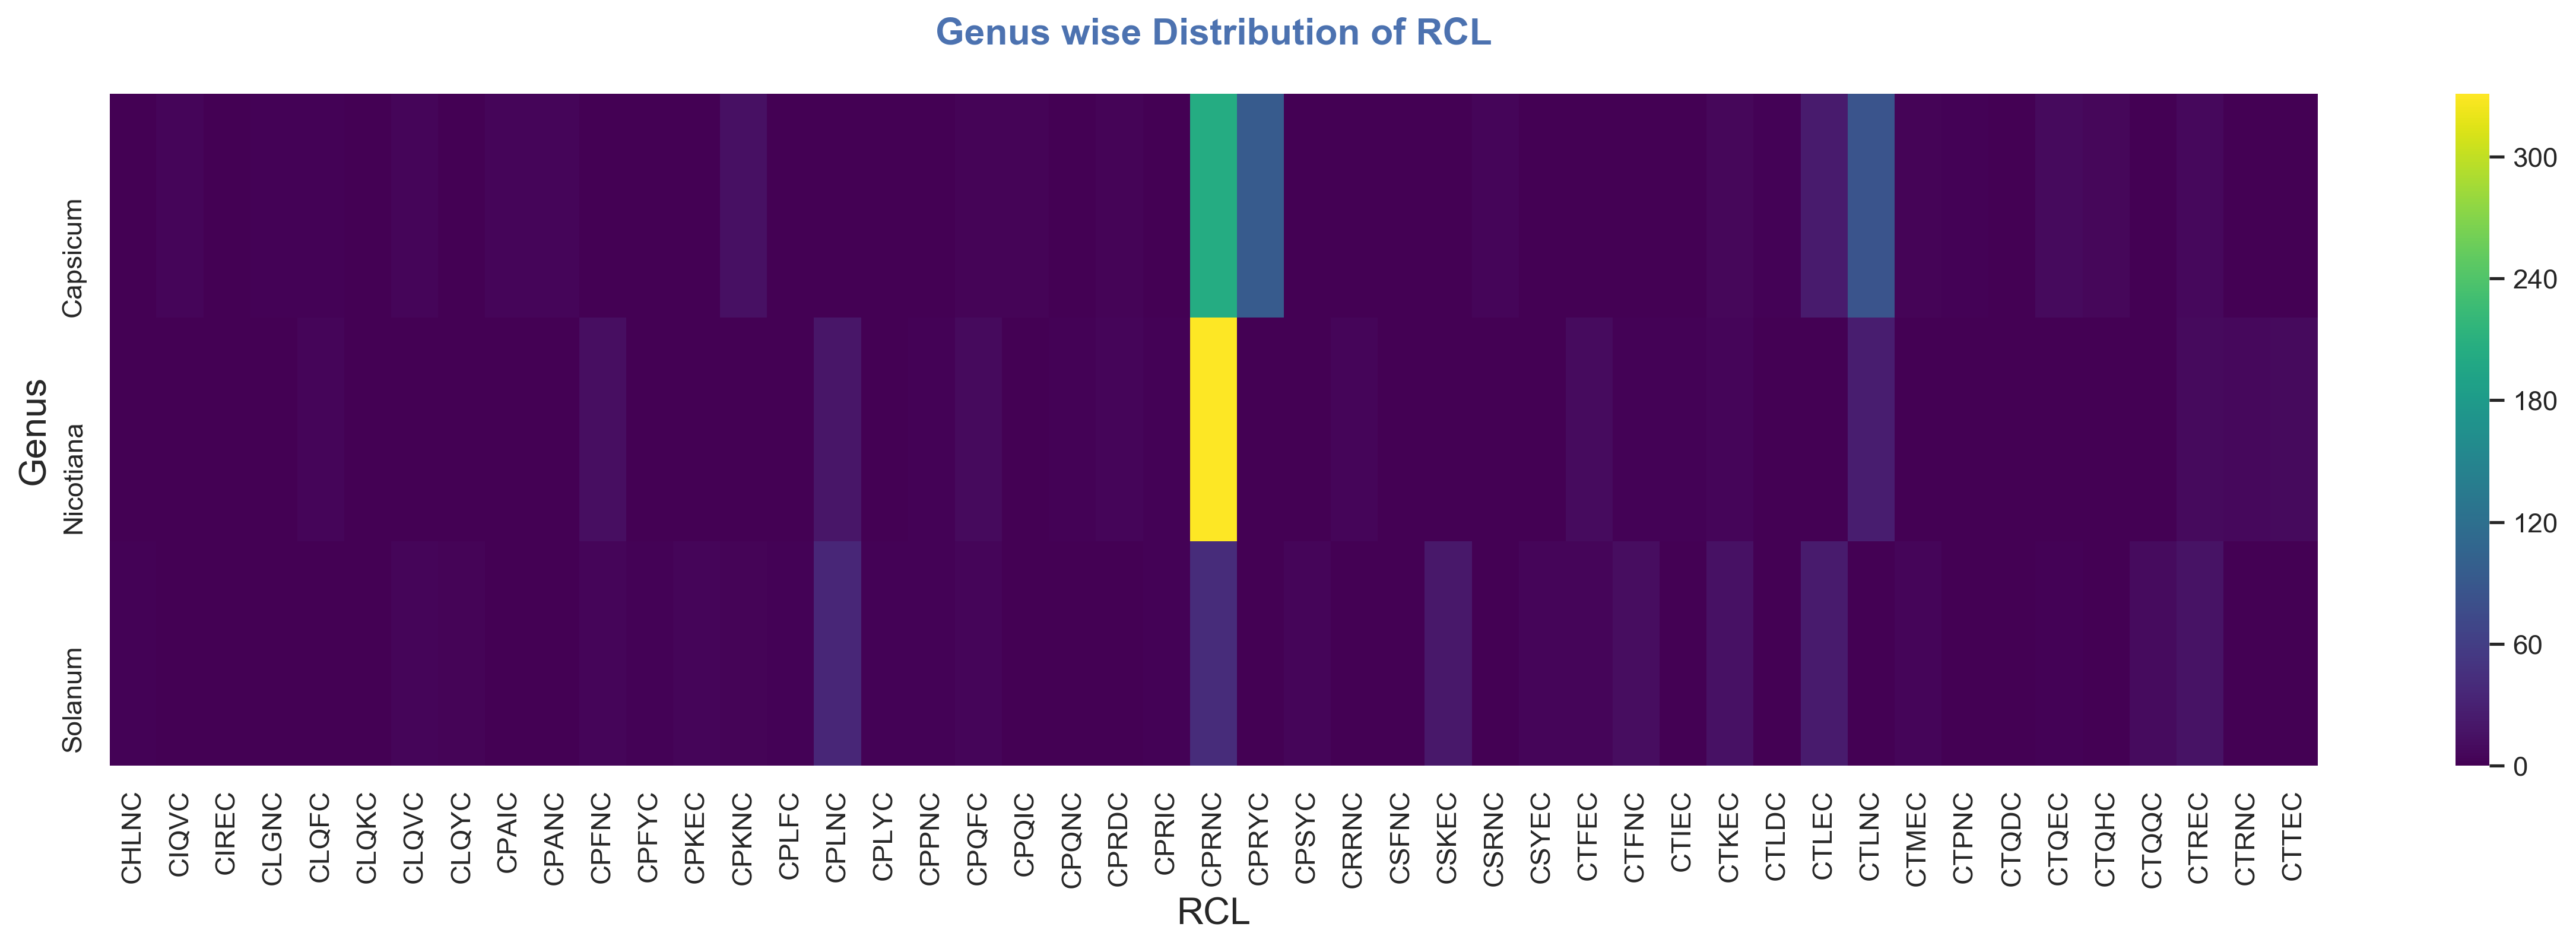 Genus wise Distribution of RCL
Genus
Capsicum
Nicotiana
Solanum
CHLNC
CIQVC
CIREC
CLGNC
CLQFC
CLQKC
CLQVC
CLQYC
CPAIC
CPANC
CPFNC
CPFYC
CPKEC
CPKNC
CPLFC
CPLNC
CPLYC
CPPNC
CPQFC
CPQIC
CPQNC
CPRDC
CPRIC
CPRNC
CPRYC
CPSYC
CRRNC
CSFNC
CSKEC
CSRNC
CSYEC
CTFEC
CTFNC
CTIEC
CTKEC
CTLDC
CTLEC
CTLNC
CTMEC
CTPNC
CTQDC
CTQEC
CTQHC
CTQQC
CTREC
CTRNC
CTTEC
RCL
300
240
180
120
60
0